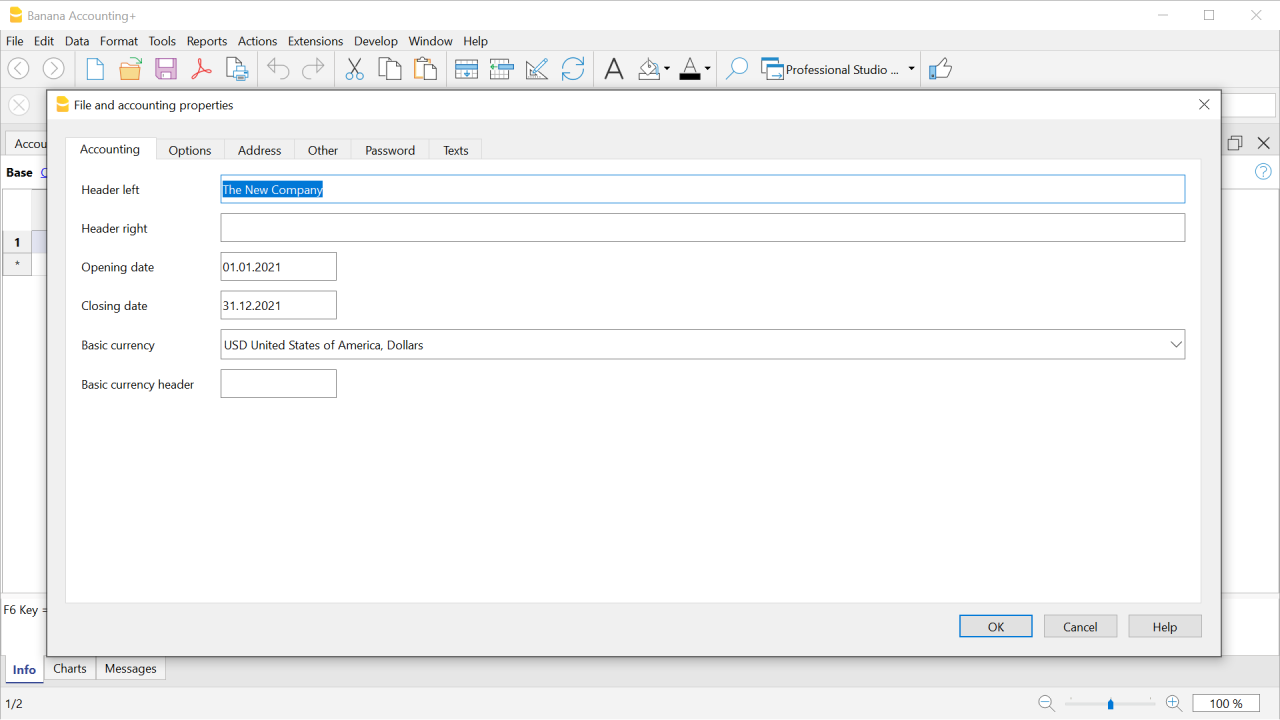 Banana Accounting+
File Edit Data Format Tools Reports Actions Extensions Develop Window Help
Professional Studio ...
File and accounting properties
Accou
Base
Accounting Options Address Other Password Texts
Header left The New Company
Header right
Opening date 01.01.2021
Closing date 31.12.2021
Basic currency USD United States of America, Dollars
Basic currency header
1
*
F6 Key =
OK Cancel Help
Info Charts Messages
1/2
100 %